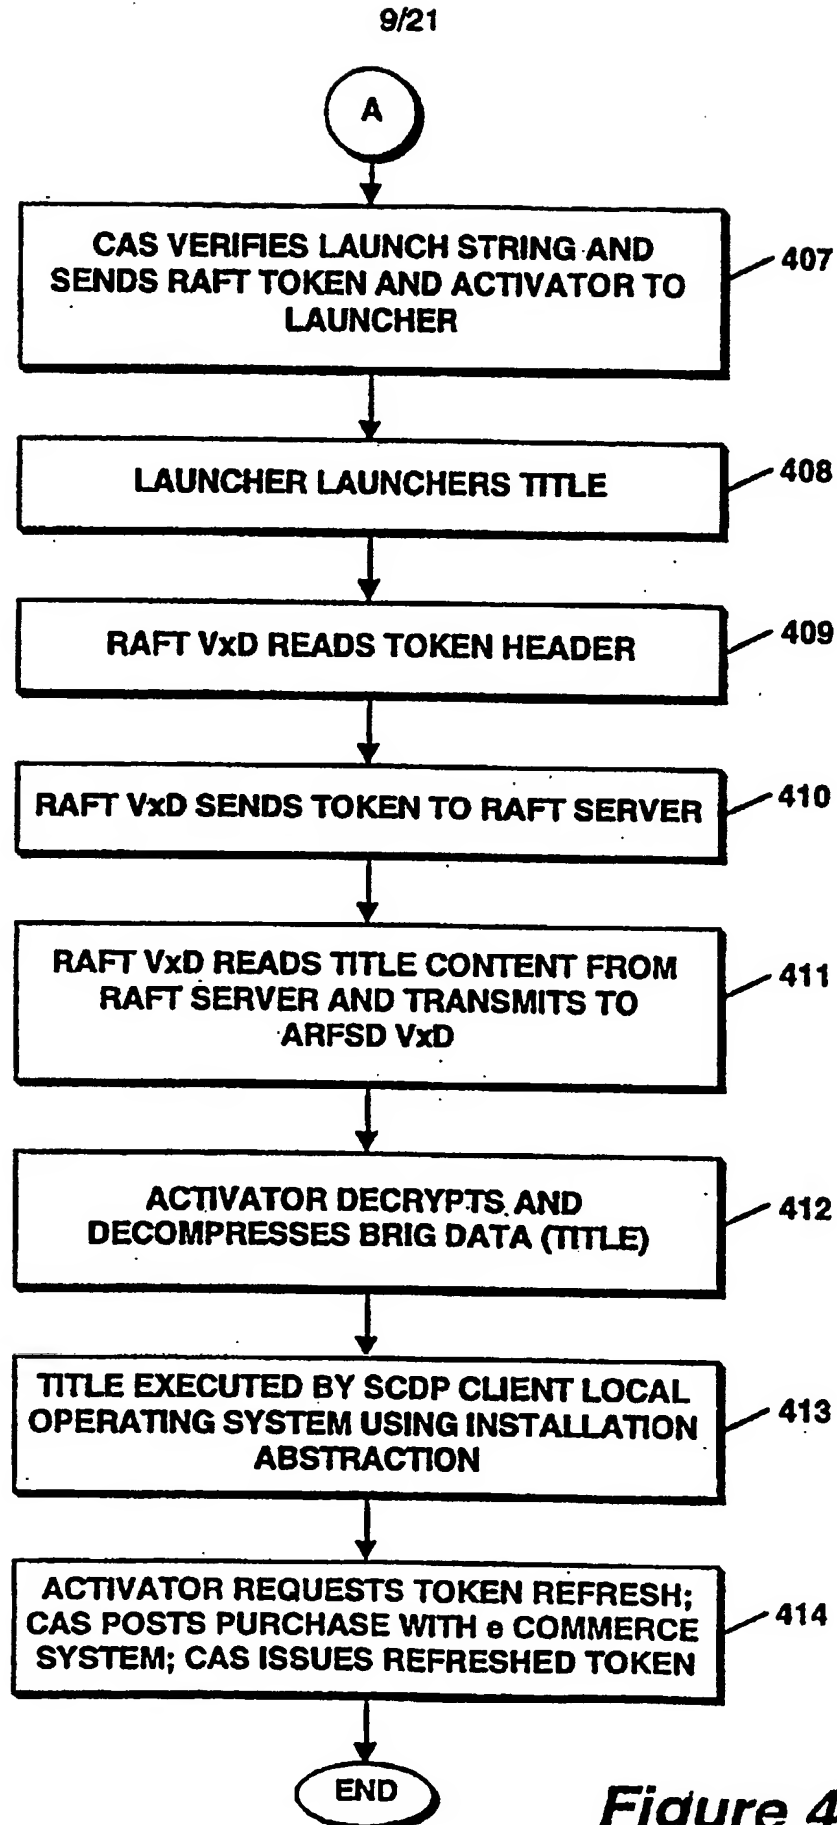 9/21
A
CAS VERIFIES LAUNCH STRING AND
SENDS RAFT TOKEN AND ACTIVATOR TO
LAUNCHER
407
LAUNCHER LAUNCHERS TITLE
408
RAFT VxD READS TOKEN HEADER
409
RAFT VxD SENDS TOKEN TO RAFT SERVER
410
RAFT VxD READS TITLE CONTENT FROM
RAFT SERVER AND TRANSMITS TO
ARFSD VxD
411
ACTIVATOR DECRYPTS AND
DECOMPRESSES BRIG DATA (TITLE)
412
TITLE EXECUTED BY SCDP CLIENT LOCAL
OPERATING SYSTEM USING INSTALLATION
ABSTRACTION
413
ACTIVATOR REQUESTS TOKEN REFRESH;
CAS POSTS PURCHASE WITH e COMMERCE
SYSTEM; CAS ISSUES REFRESHED TOKEN
414
END
Figure 4